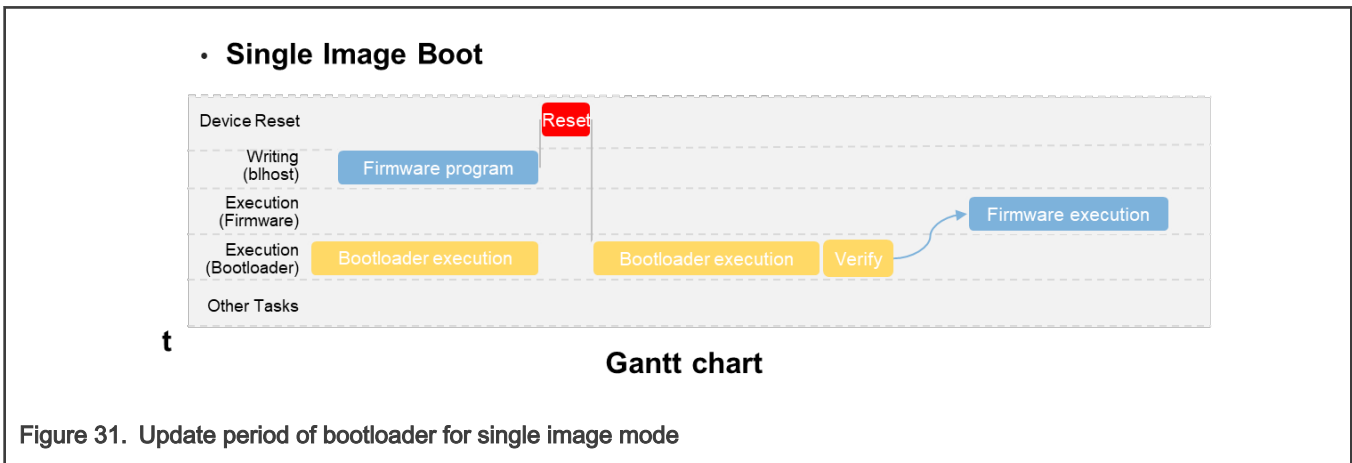 • Single Image Boot
Device Reset
Reset
Writing
(blhost)
Firmware program
Execution
(Firmware)
Firmware execution
Execution
(Bootloader)
Bootloader execution
Bootloader execution
Verify
Other Tasks
t
Gantt chart
Figure 31. Update period of bootloader for single image mode